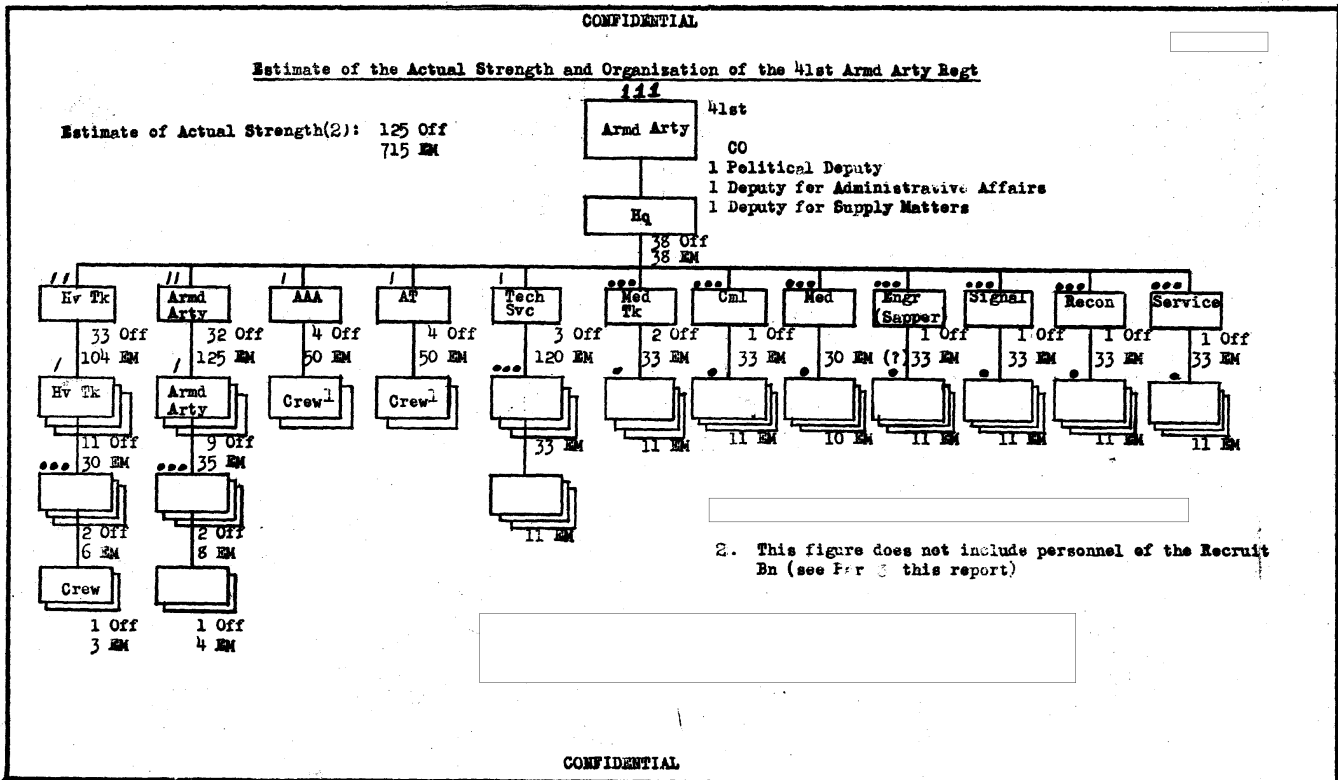 CONFIDENTIAL
Estimate of the Actual Strength and Organization of the 41st Armd Arty Regt
Estimate of Actual Strength(2): 125 Off
715 EM
111
Armd Arty
41st
CO
1 Political Deputy
1 Deputy for Administrative Affairs
1 Deputy for Supply Matters
Hq
38 Off
38 EM
Hv Tk
33 Off
104 EM
Hv Tk
11 Off
30 EM
2 Off
6 EM
Crew
1 Off
3 EM
Armd
Arty
32 Off
125 EM
Armd
Arty
9 Off
35 EM
2 Off
8 EM
1 Off
4 EM
AAA
4 Off
50 EM
Crew1
AT
4 Off
50 EM
Crew1
Tech
Svc
3 Off
120 EM
33 EM
11 EM
Med
Tk
2 Off
33 EM
11 EM
Cml
1 Off
33 EM
11 EM
Med
30 EM (?)
10 EM
Engr
(Sapper
1 Off
33 EM
11 EM
Signal
1 Off
33 EM
11 EM
Recon
1 Off
33 EM
11 EM
Service
1 Off
33 EM
11 EM
2. This figure does not include personnel of the Recruit
Bn (see this report)
CONFIDENTIAL